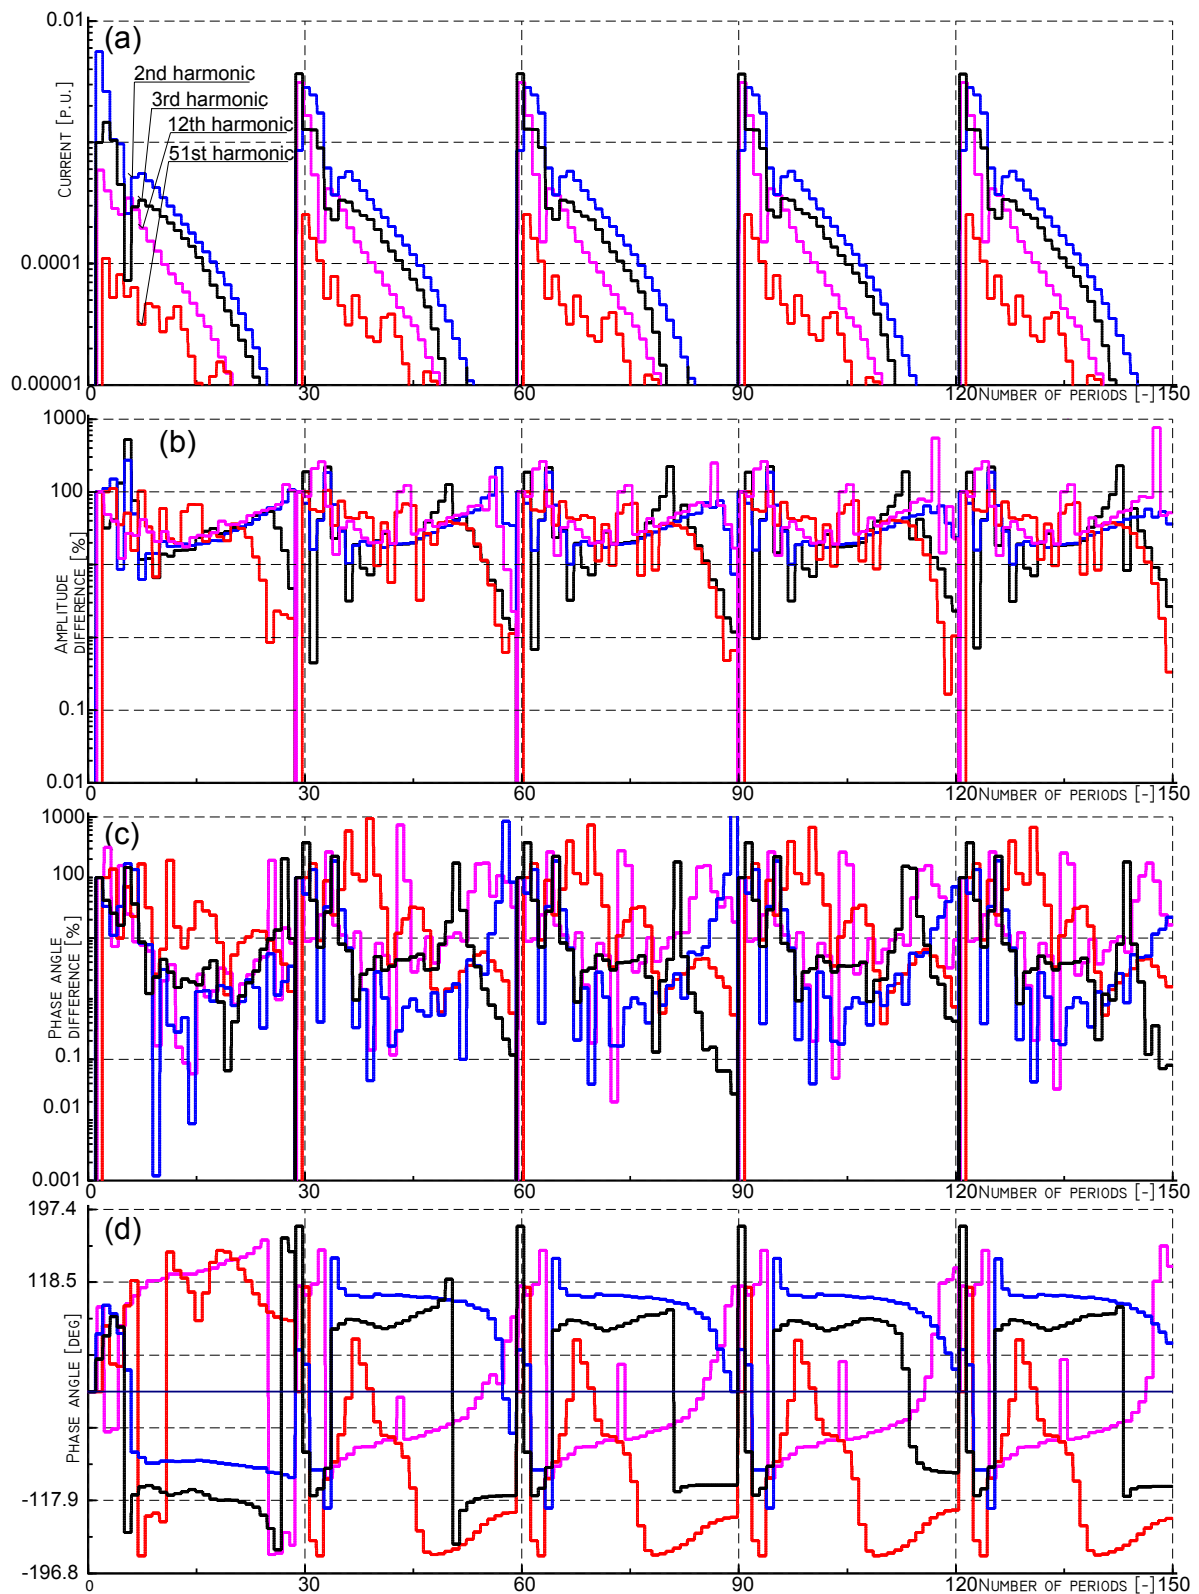 0.01
(a)
2nd harmonic
3rd harmonic
12th harmonic
51st harmonic
CURRENT [P.U.]
0.0001
0.00001
0 30 60 90 120 NUMBER OF PERIODS [-] 150
1000
(b)
100
AMPLITUDE
DIFFERENCE [%]
0.1
0.01
0 30 60 90 120 NUMBER OF PERIODS [-] 150
1000
(c)
100
PHASE ANGLE
DIFFERENCE [%]
0.1
0.01
0.001
0 30 60 90 120 NUMBER OF PERIODS [-] 150
197.4
(d)
118.5
PHASE ANGLE [DEG]
-117.9
-196.8
0 30 60 90 120 NUMBER OF PERIODS [-] 150